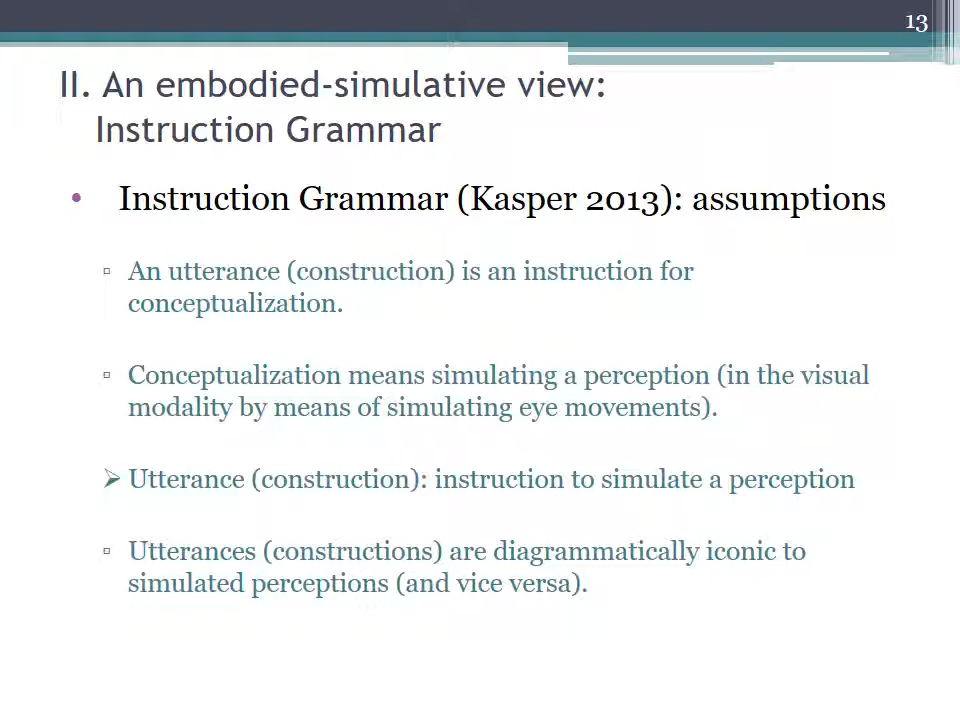 13
II. An embodied-simulative view:
Instruction Grammar
• Instruction Grammar (Kasper 2013): assumptions
▫ An utterance (construction) is an instruction for
conceptualization.
▫ Conceptualization means simulating a perception (in the visual
modality by means of simulating eye movements).
➢ Utterance (construction): instruction to simulate a perception
▫ Utterances (constructions) are diagrammatically iconic to
simulated perceptions (and vice versa).